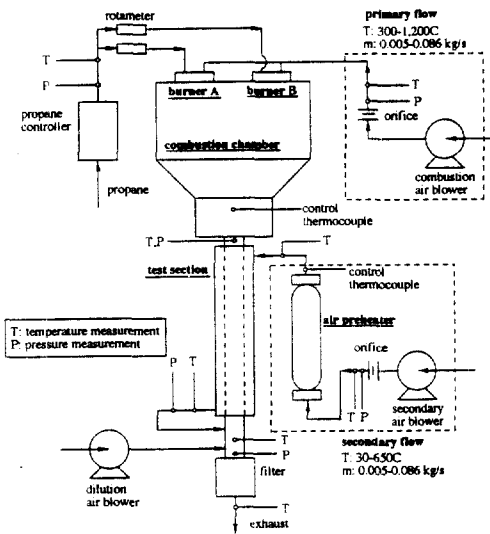 rotameter
primary flow
T: 300-1,200C
m: 0.005-0.086 kg/s
T
P
burner A
burner B
T
P
orifice
propane
controller
combustion chamber
combustion
air blower
propane
control
thermocouple
T,P
T
test section
control
thermocouple
air preheater
T: temperature measurement
P: pressure measurement
orifice
P T
T P
secondary
air blower
T
P
secondary flow
T: 30-650C
m: 0.005-0.086 kg/s
filter
dilution
air blower
T
exhaust